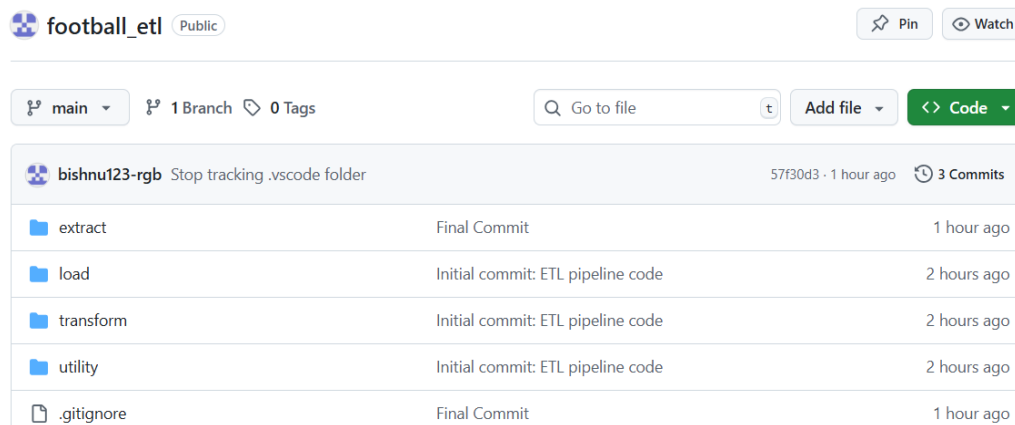 football_etl Public Pin Watch
main 1 Branch 0 Tags Go to file t Add file Code
bishnu123-rgb Stop tracking .vscode folder 57f30d3 · 1 hour ago 3 Commits
extract Final Commit 1 hour ago
load Initial commit: ETL pipeline code 2 hours ago
transform Initial commit: ETL pipeline code 2 hours ago
utility Initial commit: ETL pipeline code 2 hours ago
.gitignore Final Commit 1 hour ago